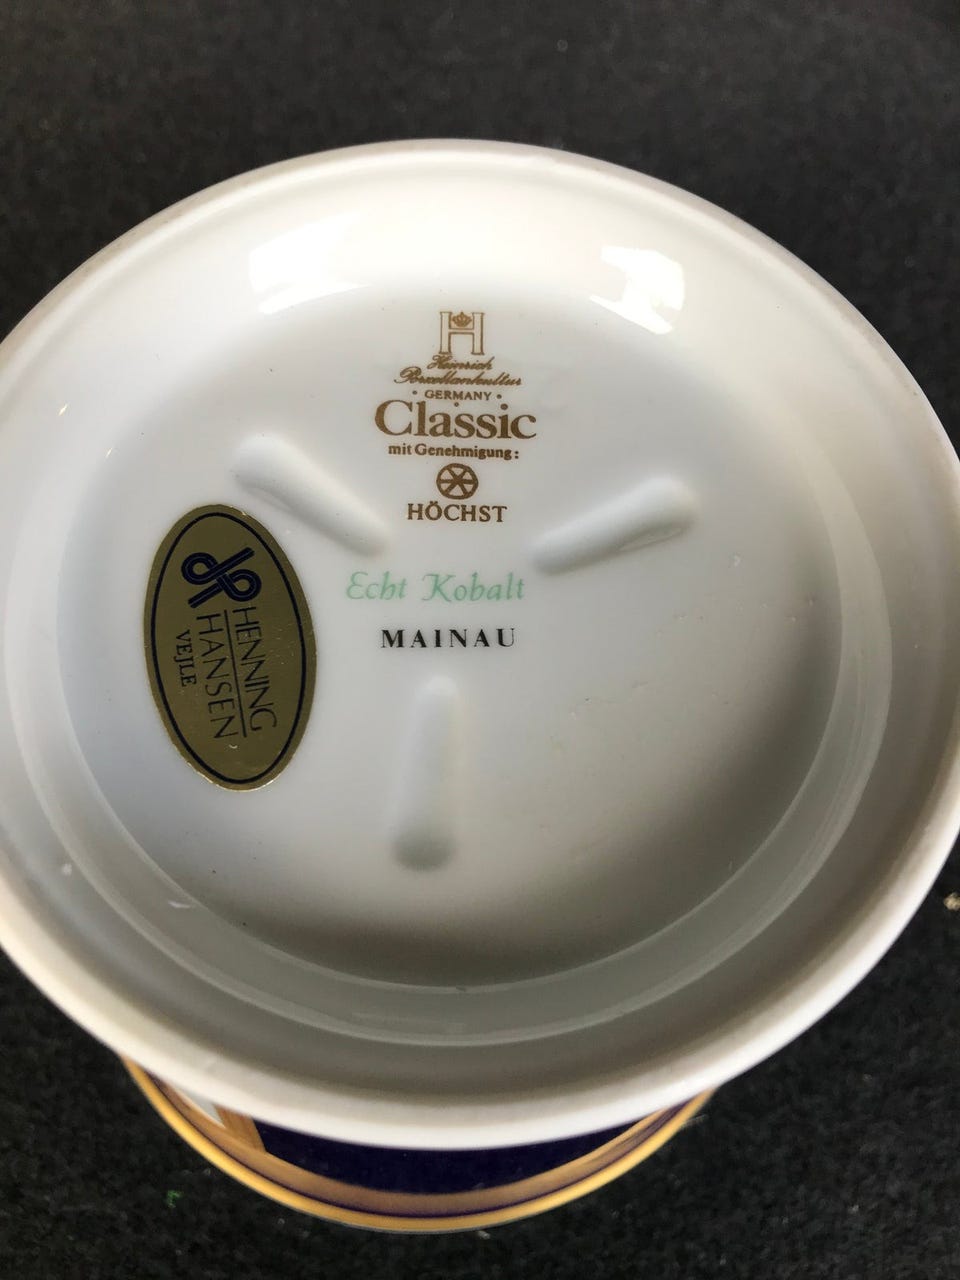 H
Heinrich
Porzellankultur
• GERMANY •
Classic
mit Genehmigung:
HÖCHST
Echt Kobalt
MAINAU
HENNING
HANSEN
VEJLE